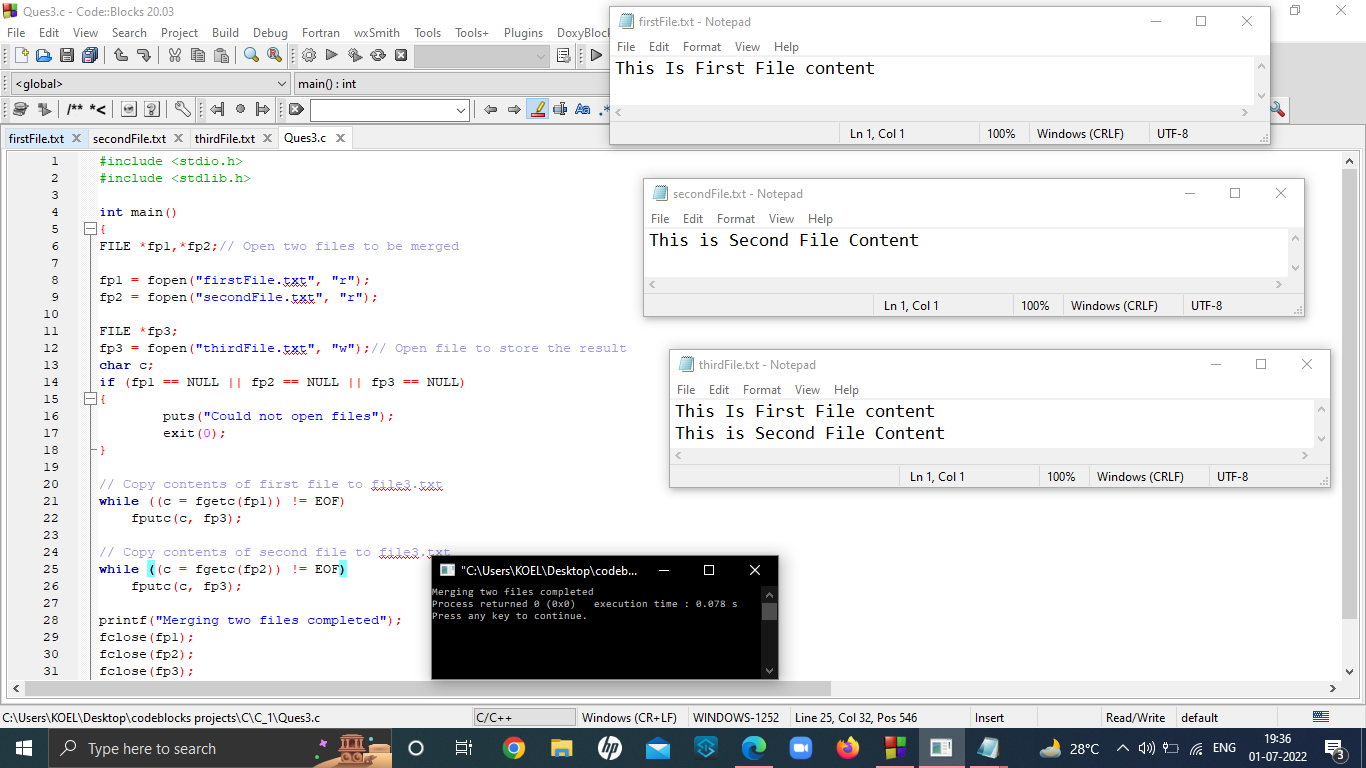 Ques3.c - Code::Blocks 20.03
File Edit View Search Project Build Debug Fortran wxSmith Tools Tools+ Plugins DoxyBlock
<global>
main() : int
/** *<
Aa .*
firstFile.txt secondFile.txt thirdFile.txt Ques3.c
1 #include <stdio.h>
2 #include <stdlib.h>
3
4 int main()
5 {
6 FILE *fp1,*fp2;// Open two files to be merged
7
8 fp1 = fopen("firstFile.txt", "r");
9 fp2 = fopen("secondFile.txt", "r");
10
11 FILE *fp3;
12 fp3 = fopen("thirdFile.txt", "w");// Open file to store the result
13 char c;
14 if (fp1 == NULL || fp2 == NULL || fp3 == NULL)
15 {
16 puts("Could not open files");
17 exit(0);
18 }
19
20 // Copy contents of first file to file3.txt
21 while ((c = fgetc(fp1)) != EOF)
22 fputc(c, fp3);
23
24 // Copy contents of second file to file3.txt
25 while ((c = fgetc(fp2)) != EOF)
26 fputc(c, fp3);
27
28 printf("Merging two files completed");
29 fclose(fp1);
30 fclose(fp2);
31 fclose(fp3);
firstFile.txt - Notepad
File Edit Format View Help
This Is First File content
Ln 1, Col 1 100% Windows (CRLF) UTF-8
secondFile.txt - Notepad
File Edit Format View Help
This is Second File Content
Ln 1, Col 1 100% Windows (CRLF) UTF-8
thirdFile.txt - Notepad
File Edit Format View Help
This Is First File content
This is Second File Content
Ln 1, Col 1 100% Windows (CRLF) UTF-8
"C:\Users\KOEL\Desktop\codeb...
Merging two files completed
Process returned 0 (0x0) execution time : 0.078 s
Press any key to continue.
C:\Users\KOEL\Desktop\codeblocks projects\C\C_1\Ques3.c C/C++ Windows (CR+LF) WINDOWS-1252 Line 25, Col 32, Pos 546 Insert Read/Write default
Type here to search
hp
28°C ENG 19:36
01-07-2022
3